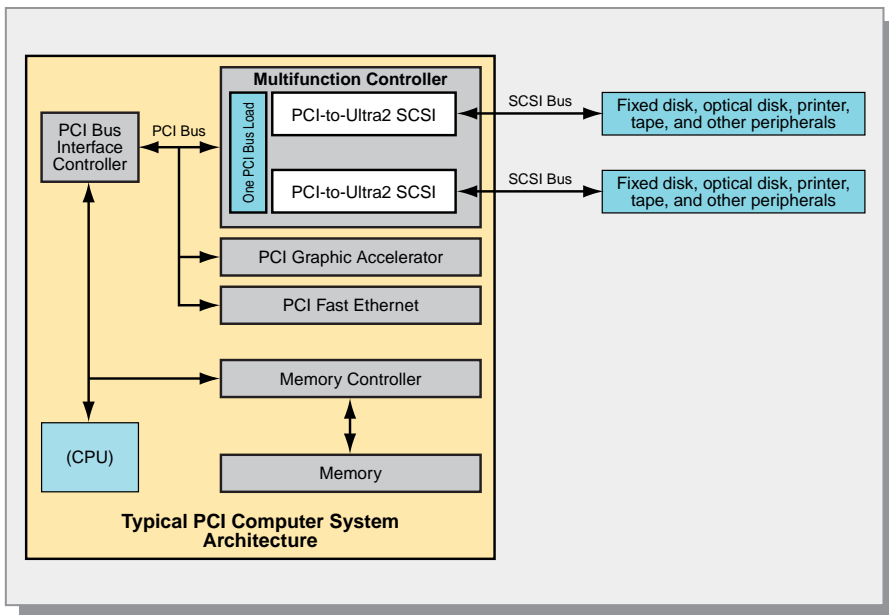 Multifunction Controller
One PCI Bus Load
PCI-to-Ultra2 SCSI
PCI-to-Ultra2 SCSI
SCSI Bus
Fixed disk, optical disk, printer,
tape, and other peripherals
SCSI Bus
Fixed disk, optical disk, printer,
tape, and other peripherals
PCI Bus
Interface
Controller
PCI Bus
PCI Graphic Accelerator
PCI Fast Ethernet
Memory Controller
(CPU)
Memory
Typical PCI Computer System
Architecture